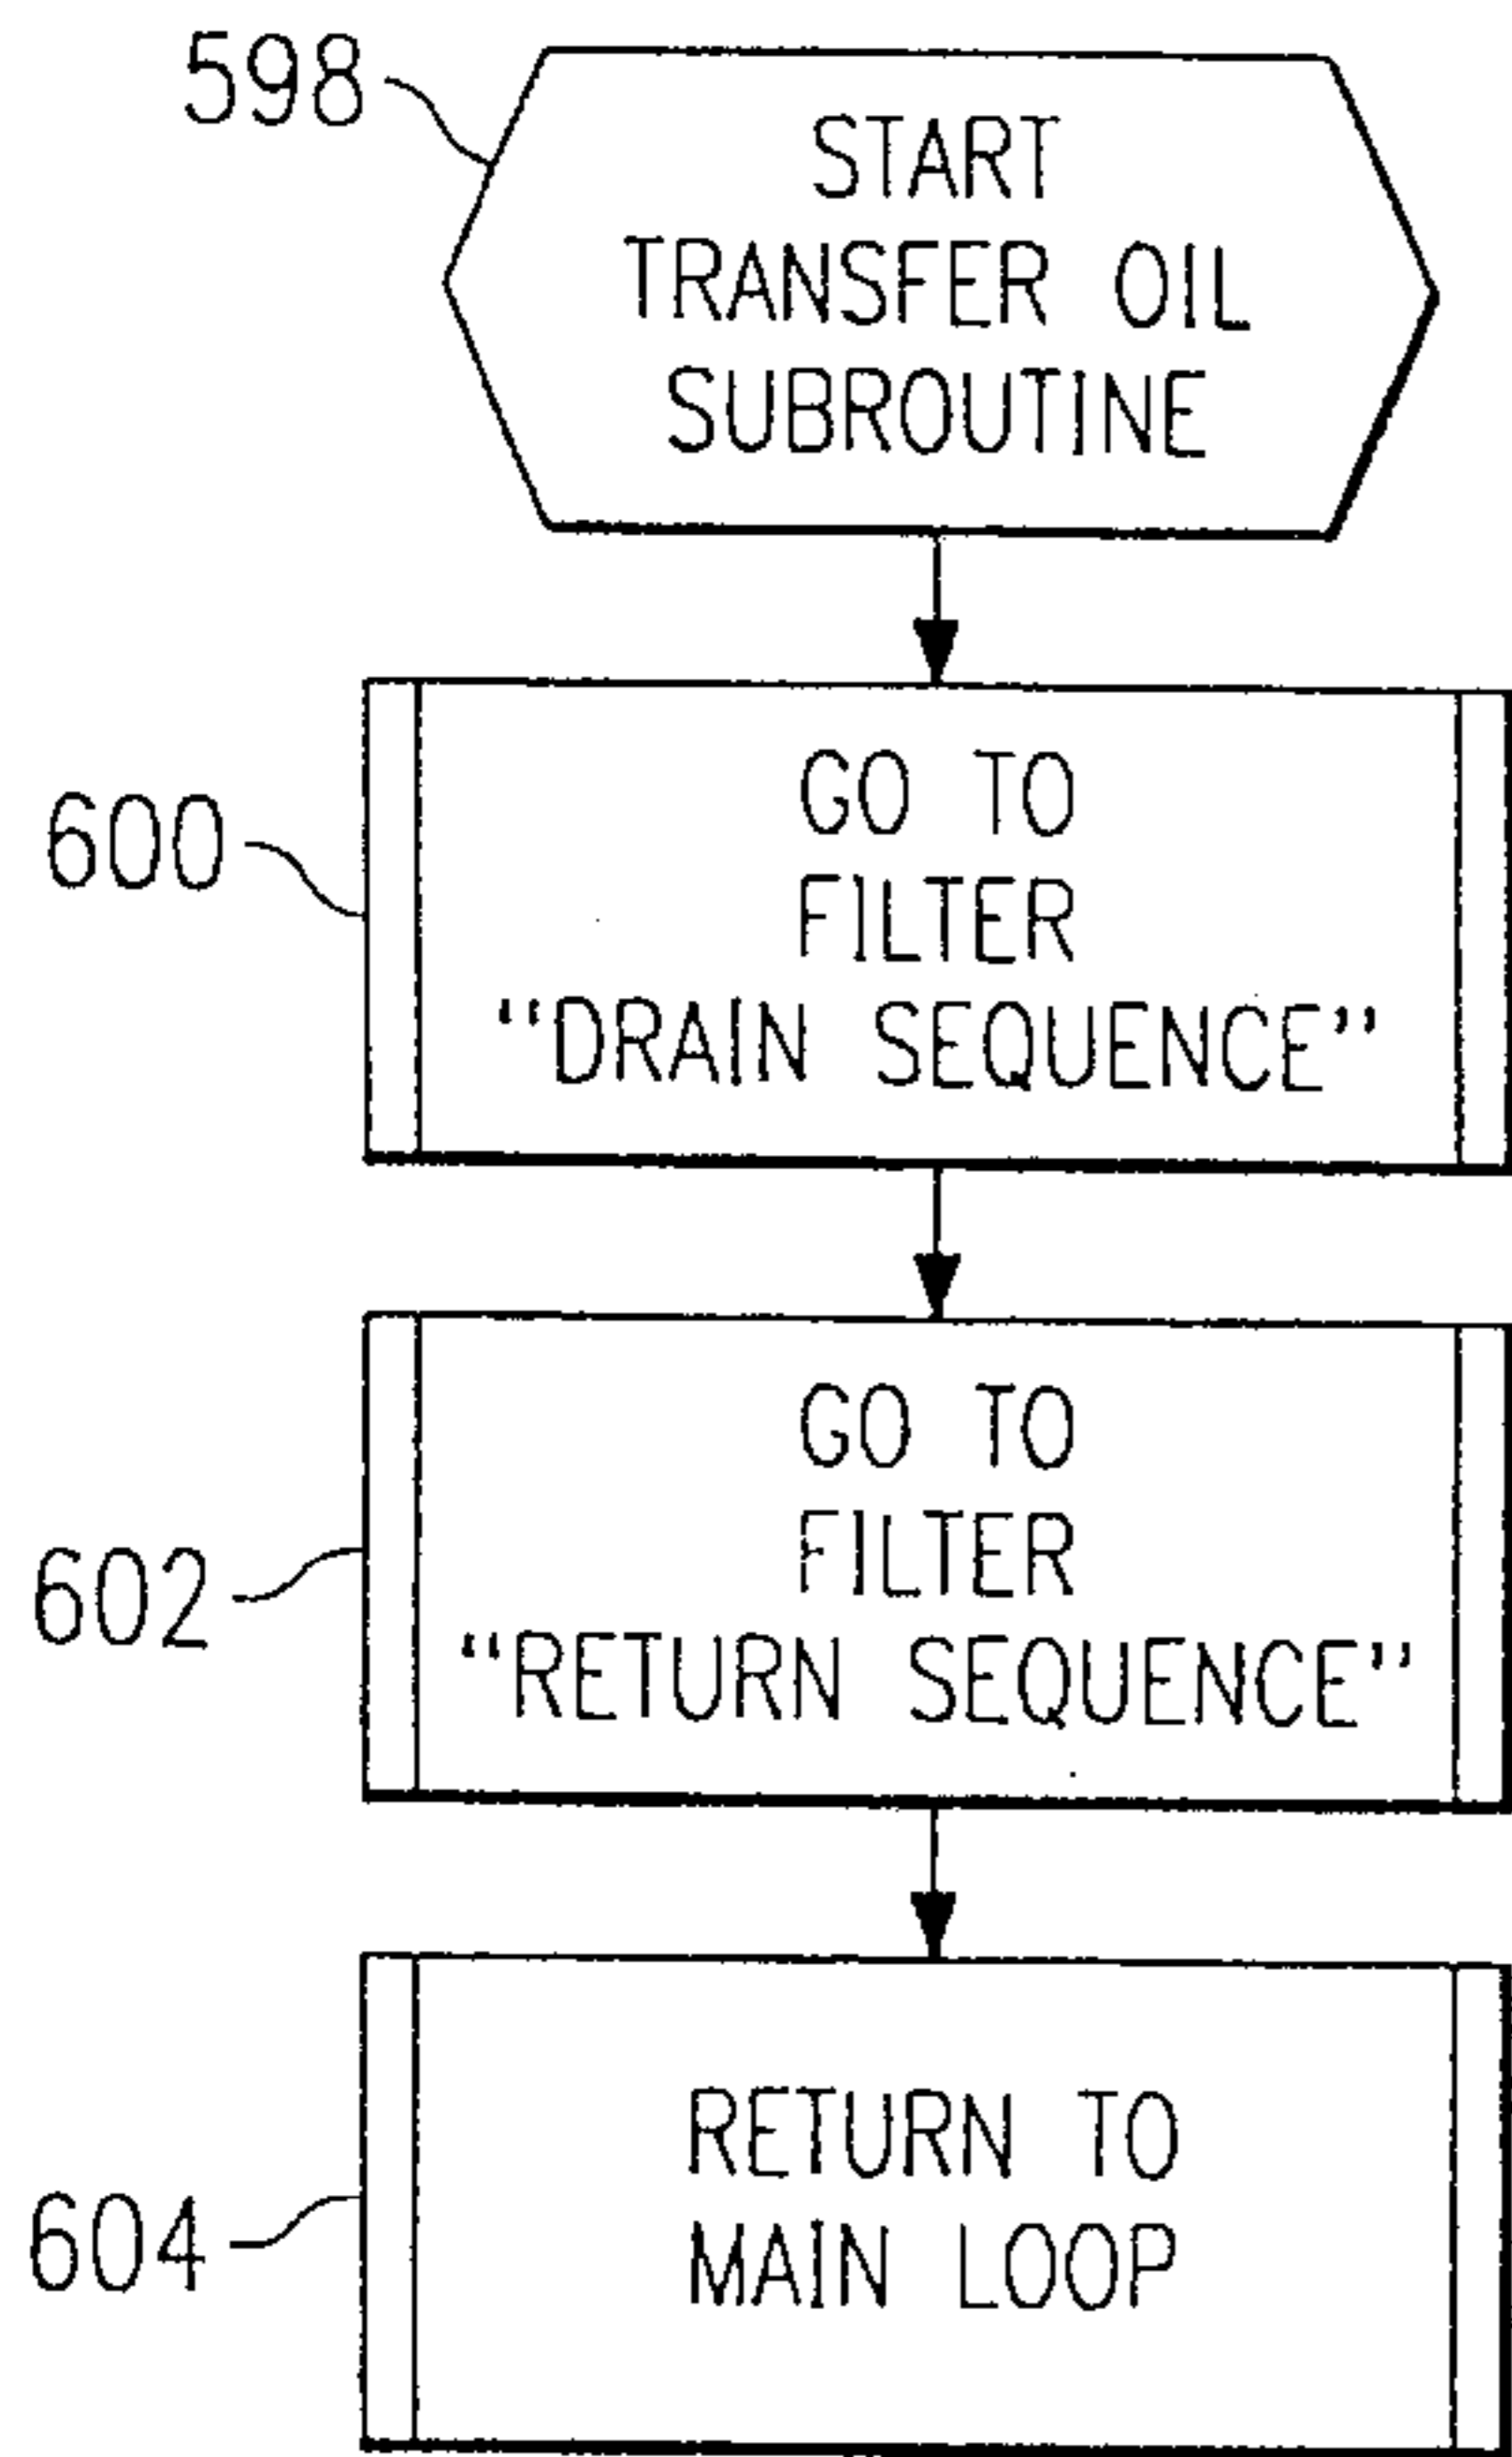 598
START
TRANSFER OIL
SUBROUTINE
600
GO TO
FILTER
“DRAIN SEQUENCE”
602
GO TO
FILTER
“RETURN SEQUENCE”
604
RETURN TO
MAIN LOOP